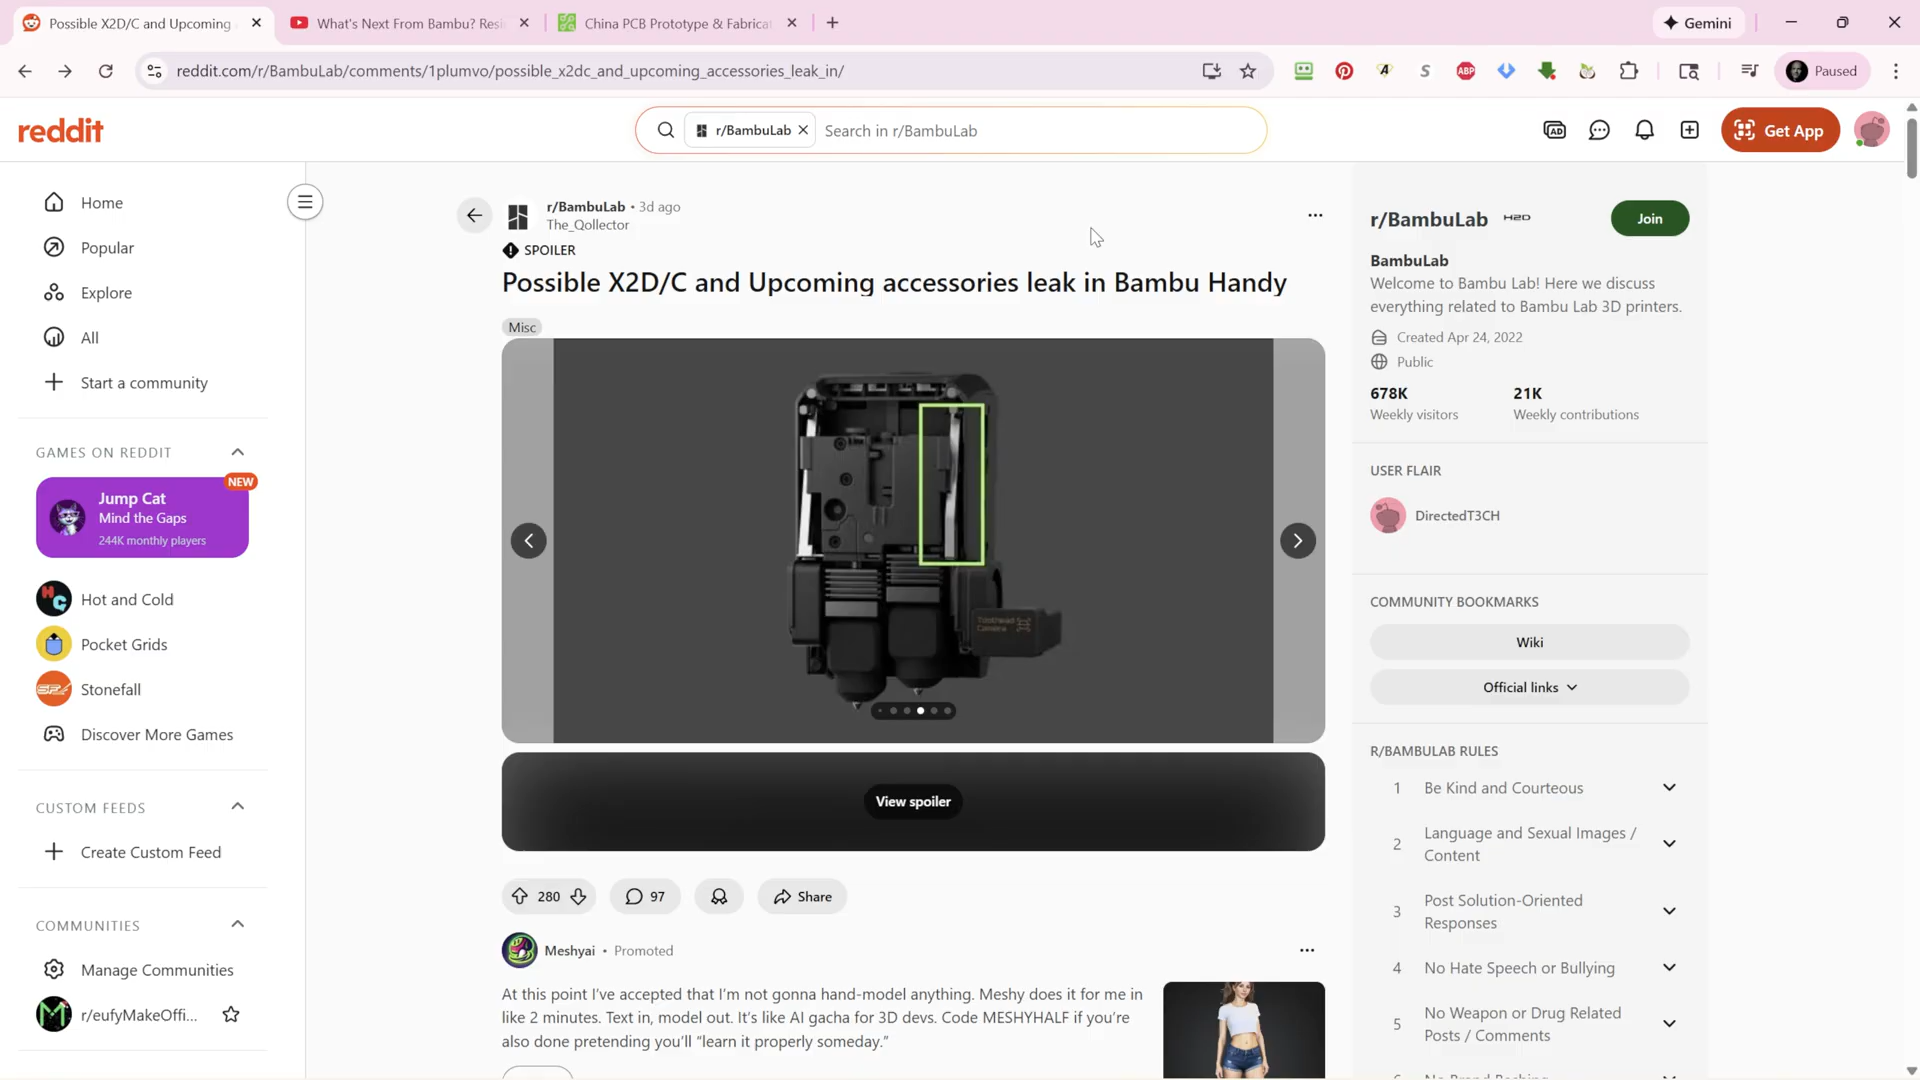 Possible X2D/C and Upcoming
What's Next From Bambu? Resi
China PCB Prototype & Fabricat
Gemini
reddit.com/r/BambuLab/comments/1plumvo/possible_x2dc_and_upcoming_accessories_leak_in/
ABP
Paused
reddit
r/BambuLab
Search in r/BambuLab
AD
Get App
Home
Popular
Explore
All
Start a community
GAMES ON REDDIT
NEW
Jump Cat
Mind the Gaps
244K monthly players
Hot and Cold
Pocket Grids
Stonefall
Discover More Games
CUSTOM FEEDS
Create Custom Feed
COMMUNITIES
Manage Communities
r/eufyMakeOffi...
r/BambuLab • 3d ago
The_Qollector
SPOILER
Possible X2D/C and Upcoming accessories leak in Bambu Handy
Misc
Toolhead
Camera
View spoiler
280
97
Share
Meshyai • Promoted
At this point I've accepted that I'm not gonna hand-model anything. Meshy does it for me in
like 2 minutes. Text in, model out. It's like AI gacha for 3D devs. Code MESHYHALF if you're
also done pretending you'll “learn it properly someday.”
r/BambuLab H2D
Join
BambuLab
Welcome to Bambu Lab! Here we discuss
everything related to Bambu Lab 3D printers.
Created Apr 24, 2022
Public
678K
Weekly visitors
21K
Weekly contributions
USER FLAIR
DirectedT3CH
COMMUNITY BOOKMARKS
Wiki
Official links
R/BAMBULAB RULES
1 Be Kind and Courteous
2 Language and Sexual Images /
Content
3 Post Solution-Oriented
Responses
4 No Hate Speech or Bullying
5 No Weapon or Drug Related
Posts / Comments